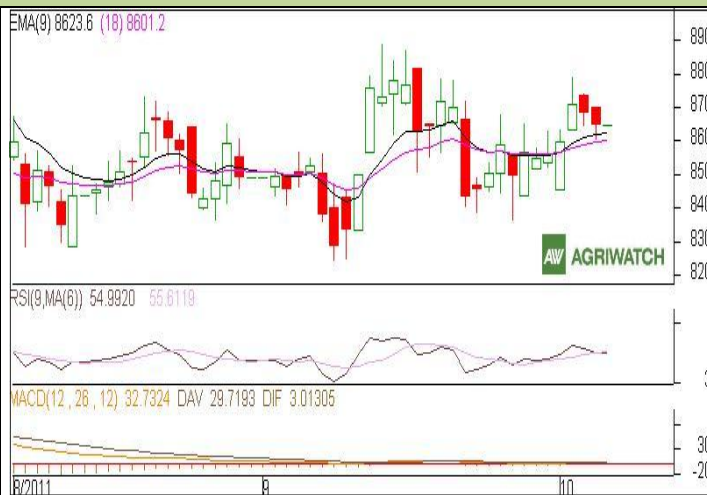 EMA(9) 8623.6 (18) 8601.2
890
880
870
860
850
840
830
820
AW AGRIWATCH
RSI(9,MA(6)) 54.9920 55.6119
3
MACD(12 , 26 , 12) 32.7324 DAV 29.7193 DIF 3.01305
30
-20
8/2011 9 10